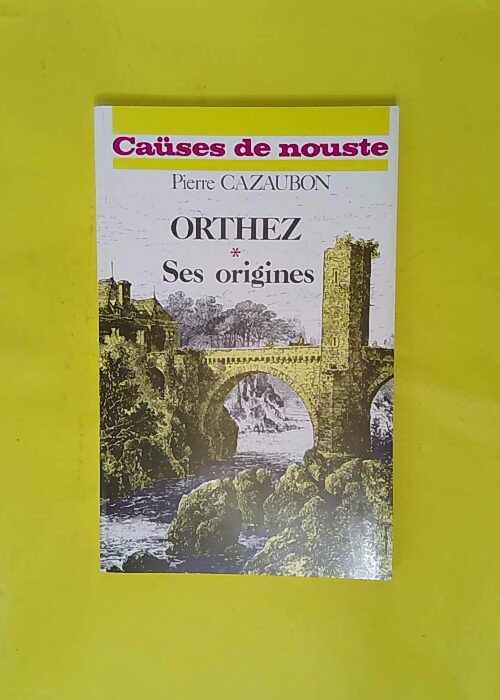 Caüses de nouste
Pierre CAZAUBON
ORTHEZ
*
Ses origines